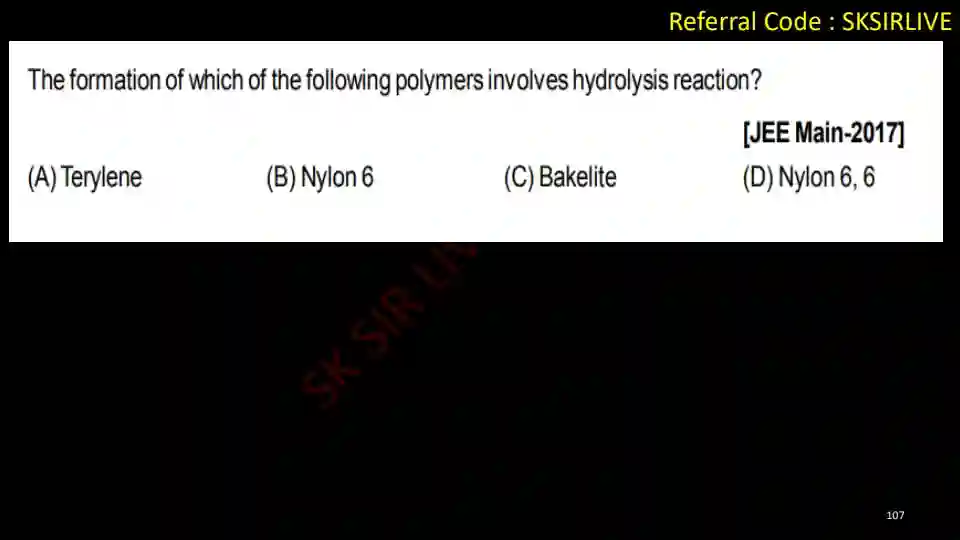 Referral Code : SKSIRLIVE
The formation of which of the following polymers involves hydrolysis reaction?
[JEE Main-2017]
(A) Terylene (B) Nylon 6 (C) Bakelite (D) Nylon 6, 6
SK SIR LIV
107